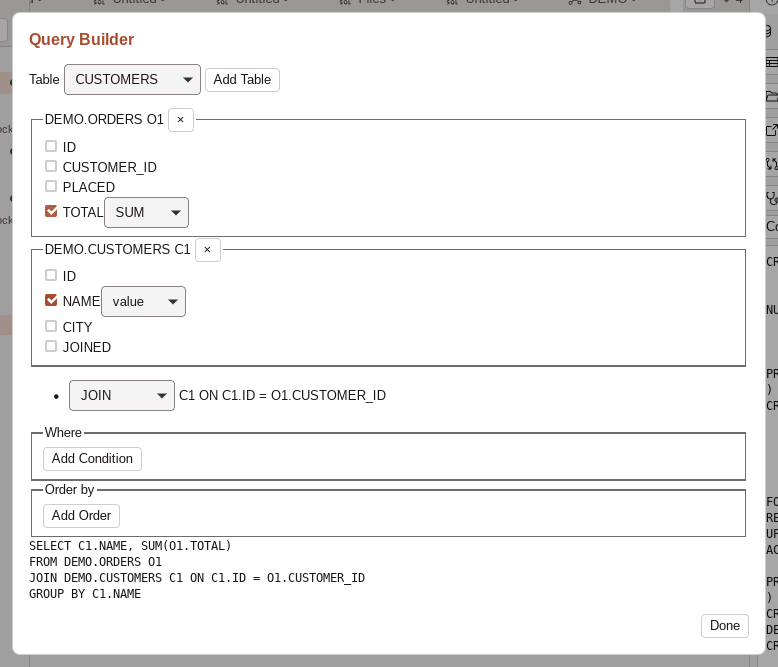 Query Builder
Table CUSTOMERS Add Table
DEMO.ORDERS O1 ×
ID
CUSTOMER_ID
PLACED
TOTAL SUM
DEMO.CUSTOMERS C1 ×
ID
NAME value
CITY
JOINED
• JOIN C1 ON C1.ID = O1.CUSTOMER_ID
Where
Add Condition
Order by
Add Order
SELECT C1.NAME, SUM(O1.TOTAL)
FROM DEMO.ORDERS O1
JOIN DEMO.CUSTOMERS C1 ON C1.ID = O1.CUSTOMER_ID
GROUP BY C1.NAME
Done